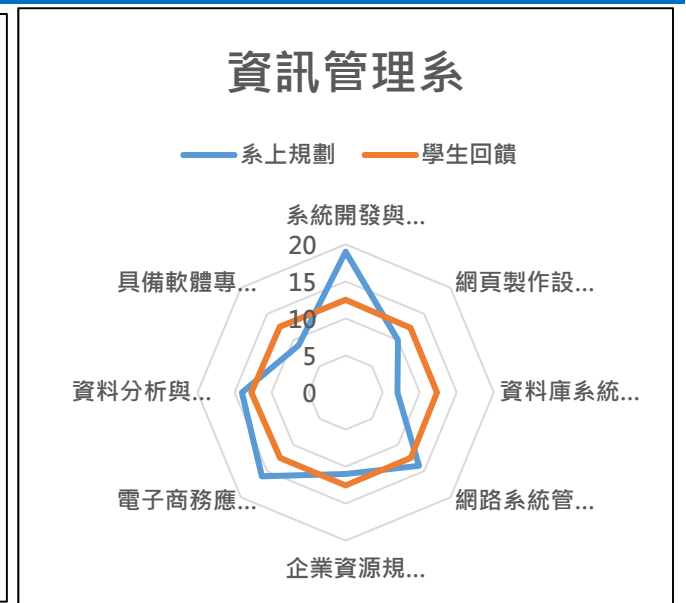 資訊管理系
系上規劃
學生回饋
系統開發與...
20
15
10
5
0
網頁製作設...
資料庫系統...
網路系統管...
企業資源規...
電子商務應...
資料分析與...
具備軟體專...